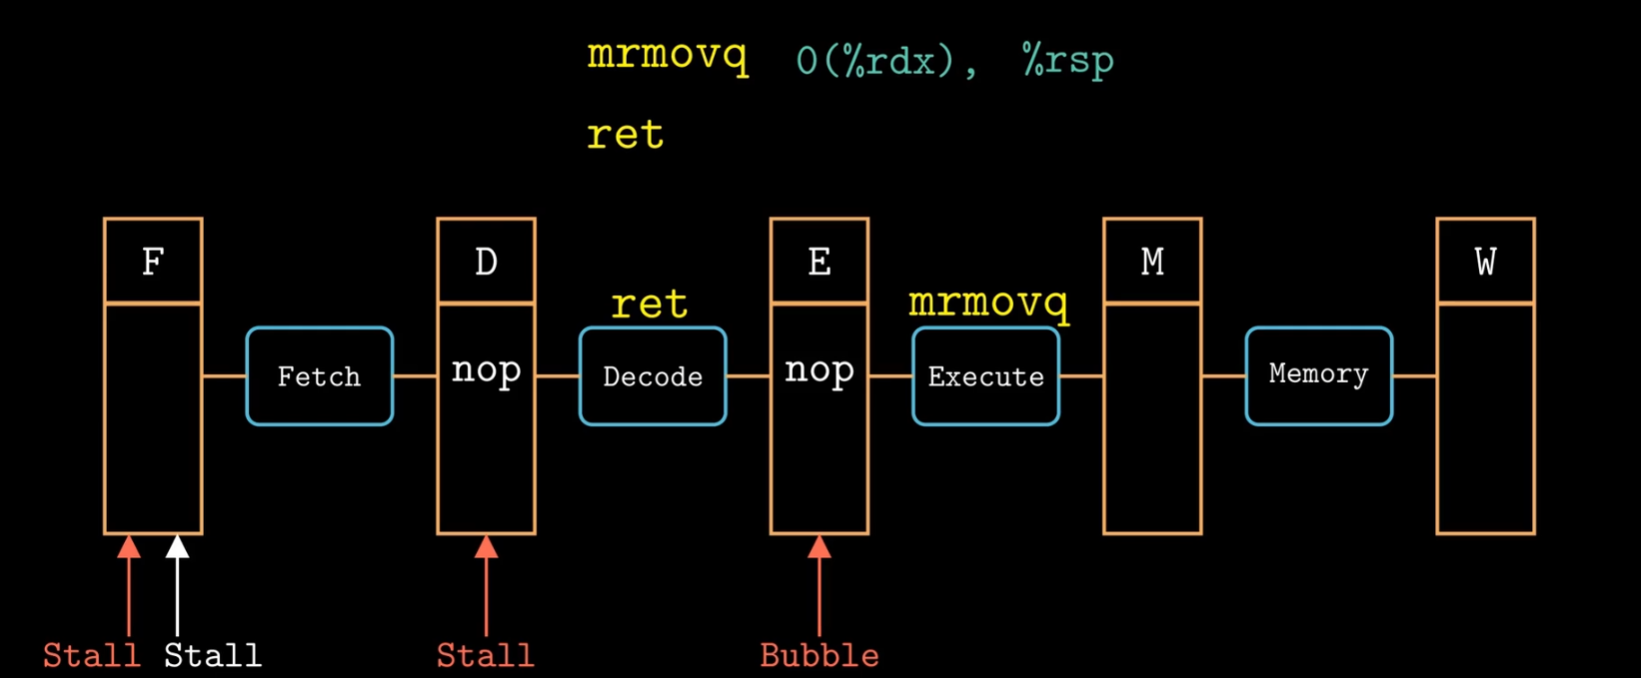 mrmovq 0(%rdx), %rsp
ret
F D E M W
ret mrmovq
Fetch nop Decode nop Execute Memory
Stall Stall Stall Bubble